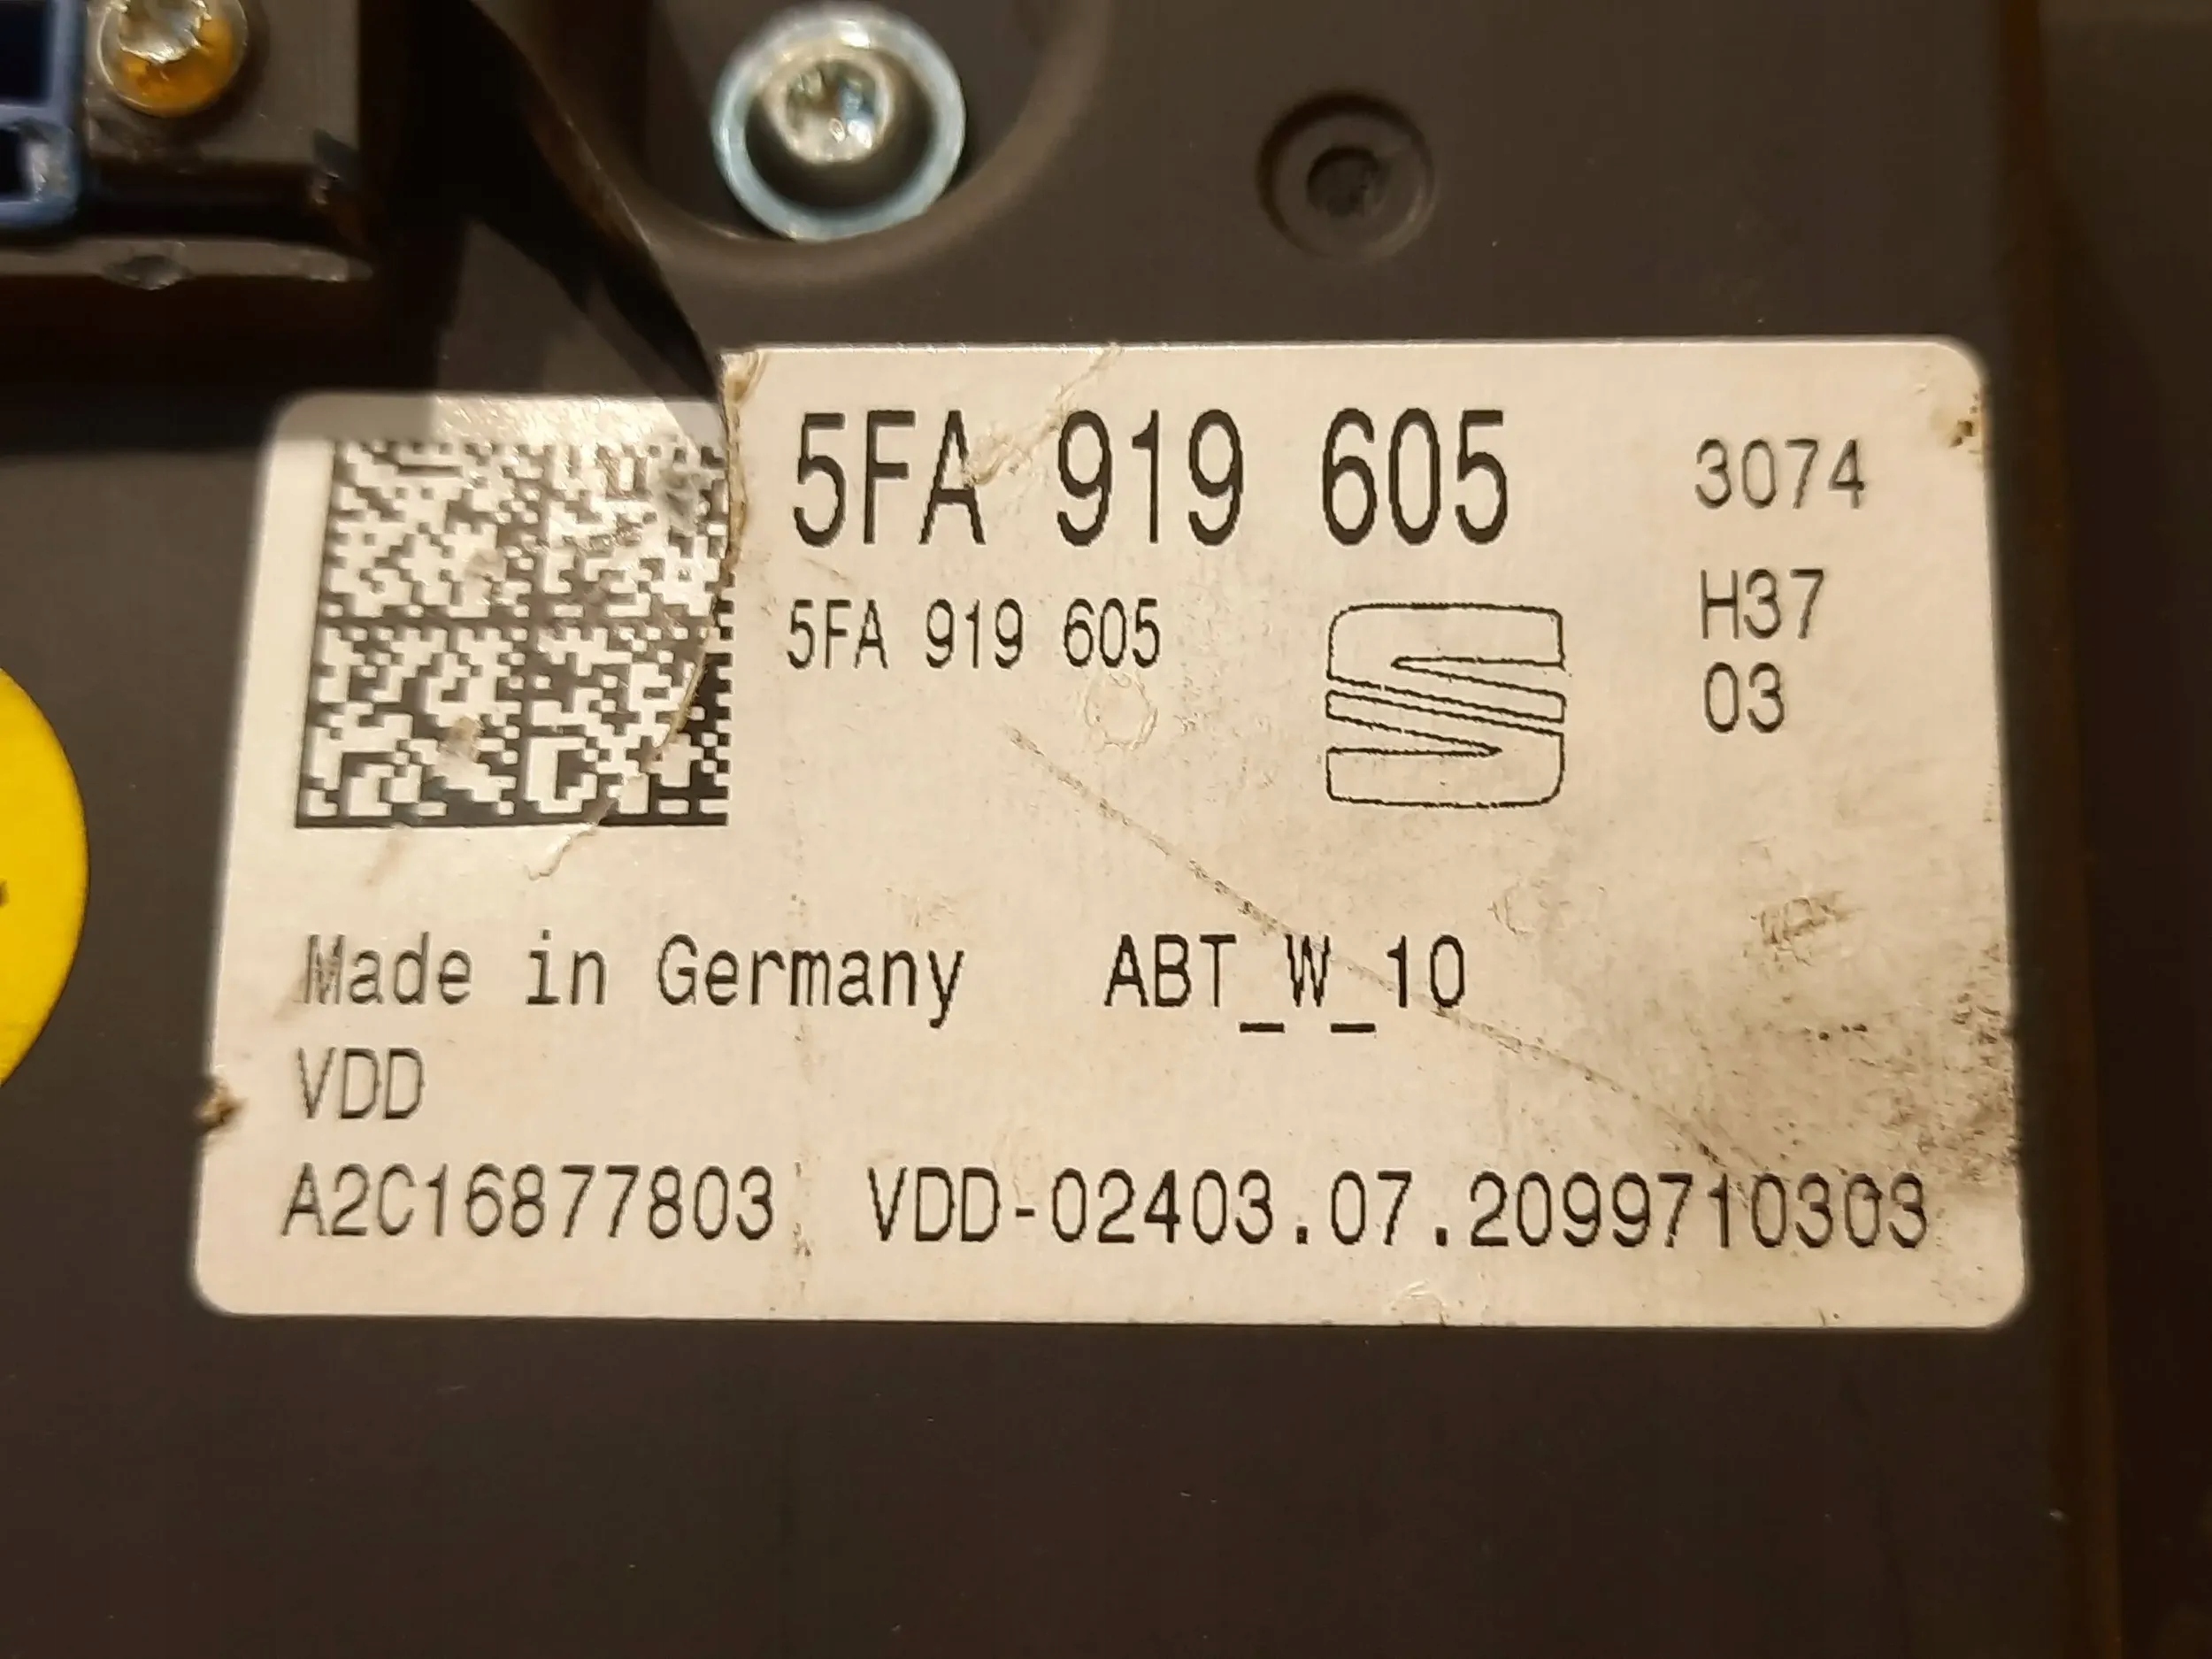 5FA 919 605 3074
5FA 919 605 H37
03
Made in Germany ABT_W_10
VDD
A2C16877803 VDD-02403.07.2099710303